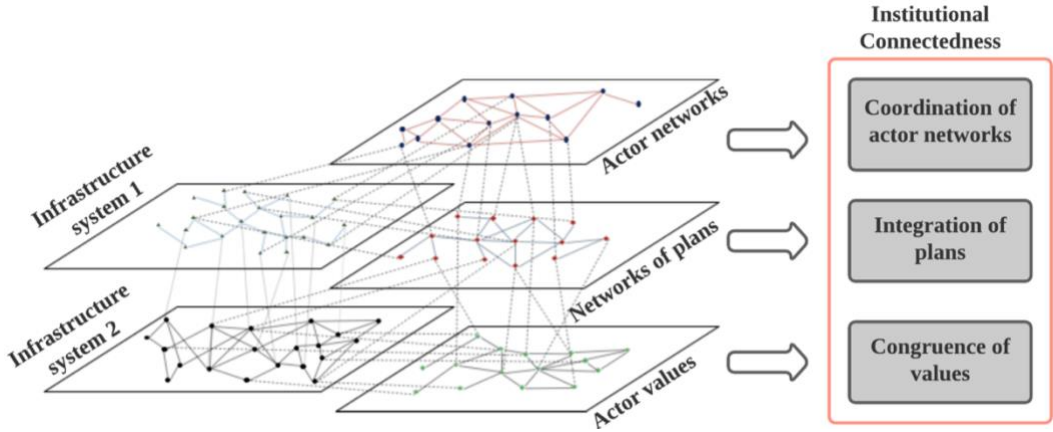 Institutional
Connectedness
Infrastructure
system 1
Actor networks
Coordination of
actor networks
Networks of plans
Integration of
plans
Infrastructure
system 2
Actor values
Congruence of
values